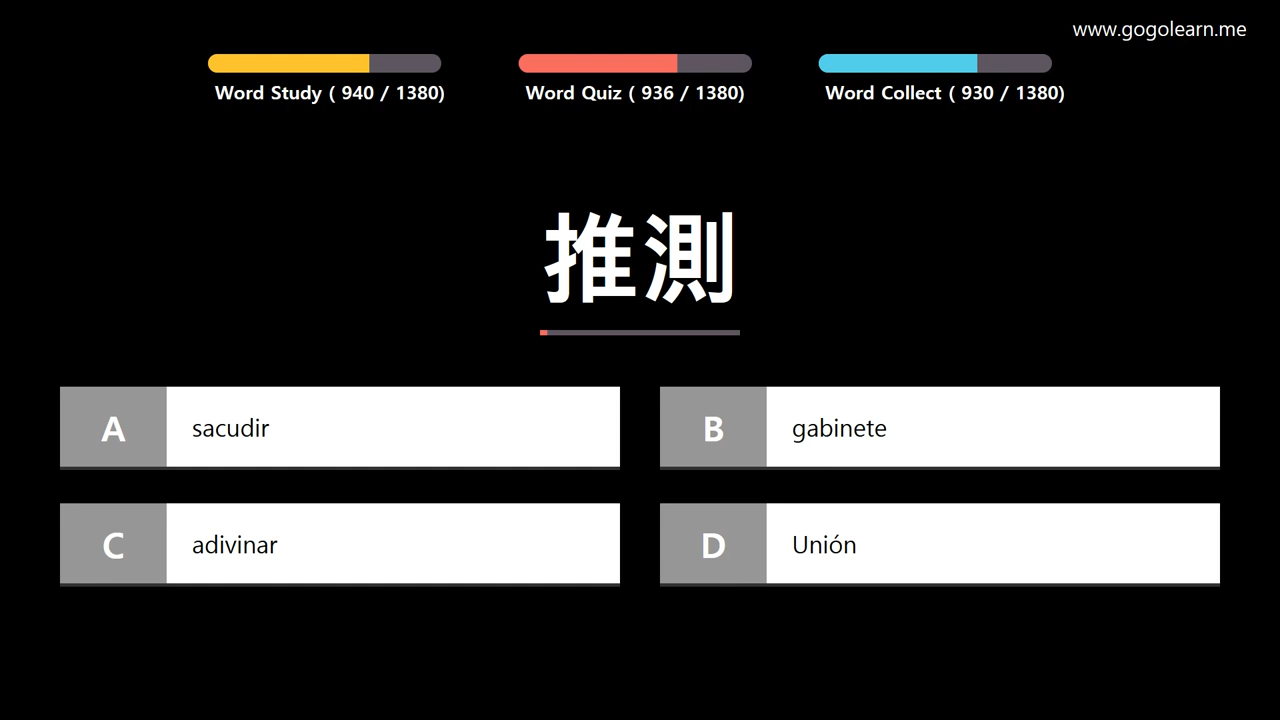 www.gogolearn.me
Word Study ( 940 / 1380)
Word Quiz ( 936 / 1380)
Word Collect ( 930 / 1380)
推測
A sacudir
B gabinete
C adivinar
D Unión